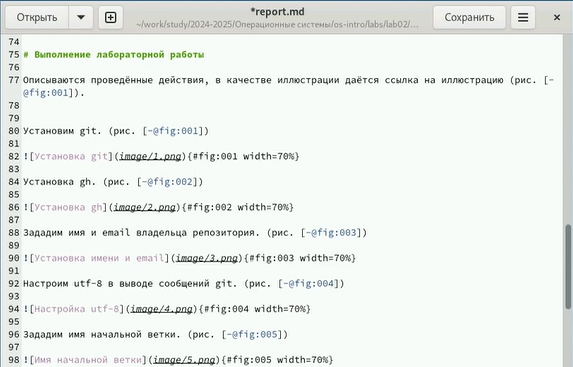 Открыть
*report.md
~/work/study/2024-2025/Операционные системы/os-intro/labs/lab02/...
Сохранить
74
75 # Выполнение лабораторной работы
76
77 Описываются проведённые действия, в качестве иллюстрации даётся ссылка на иллюстрацию (рис. [-
@fig:001]).
78
79
80 Установим git. (рис. [-@fig:001])
81
82 ![Установка git](image/1.png){#fig:001 width=70%}
83
84 Установка gh. (рис. [-@fig:002])
85
86 ![Установка gh](image/2.png){#fig:002 width=70%}
87
88 Зададим имя и email владельца репозитория. (рис. [-@fig:003])
89
90 ![Установка имени и email](image/3.png){#fig:003 width=70%}
91
92 Настроим utf-8 в выводе сообщений git. (рис. [-@fig:004])
93
94 ![Настройка utf-8](image/4.png){#fig:004 width=70%}
95
96 Зададим имя начальной ветки. (рис. [-@fig:005])
97
98 ![Имя начальной ветки](image/5.png){#fig:005 width=70%}